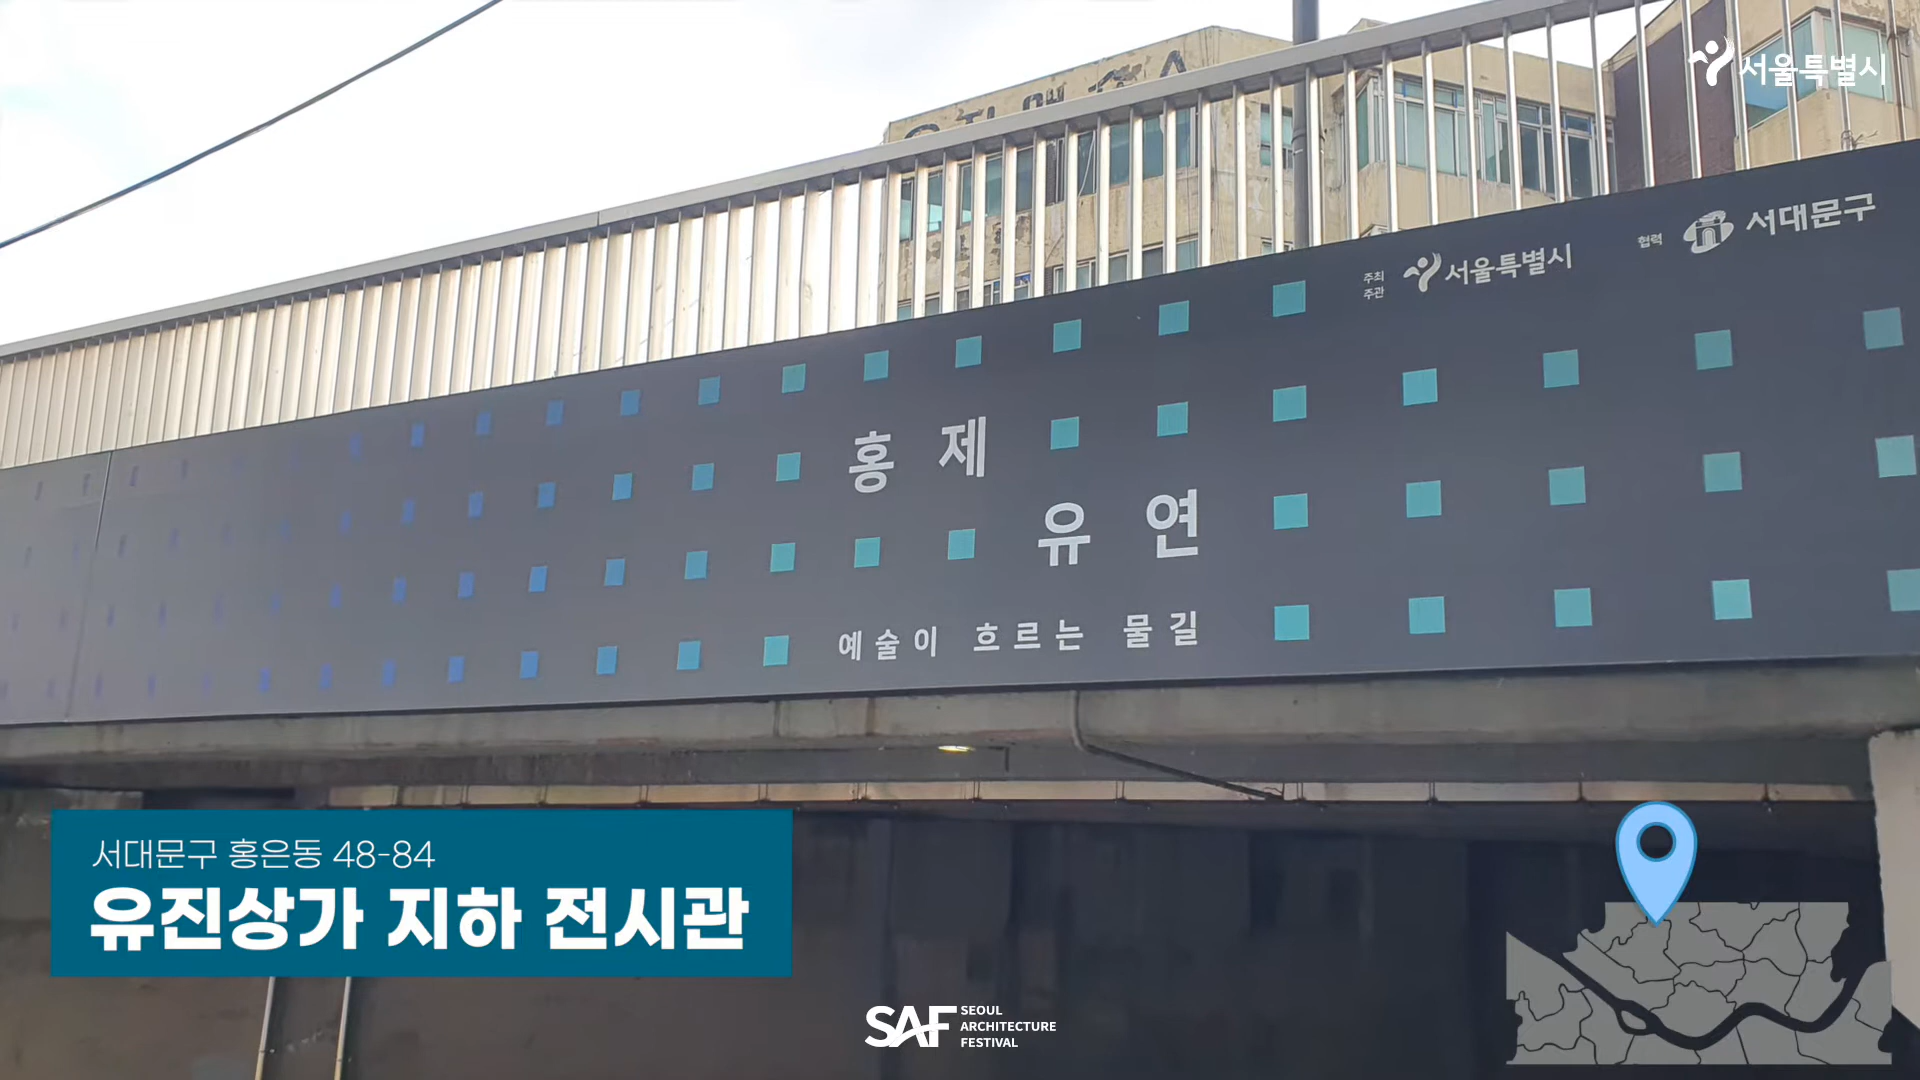 서울특별시
주최
주관
서울특별시
협력
서대문구
홍제
유연
예술이 흐르는 물길
서대문구 홍은동 48-84
유진상가 지하 전시관
SAF SEOUL
ARCHITECTURE
FESTIVAL